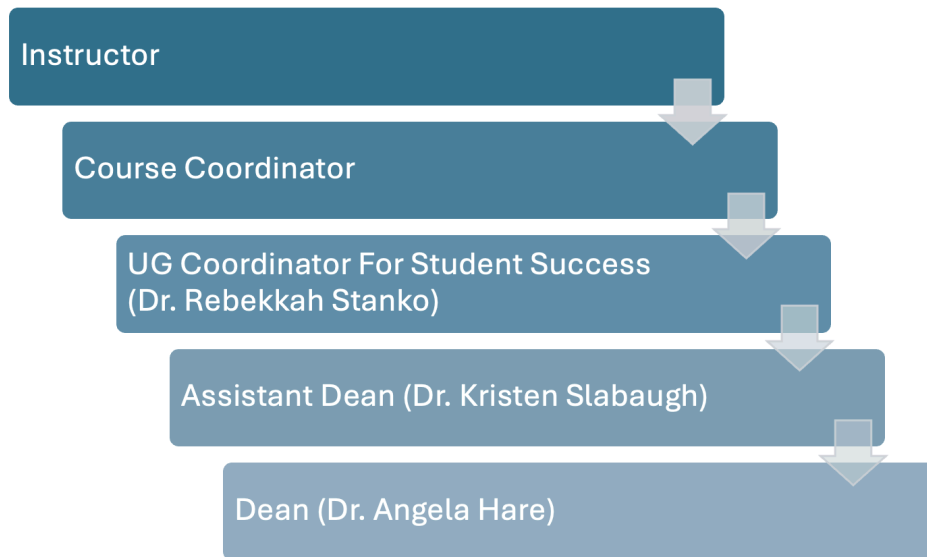 Instructor
Course Coordinator
UG Coordinator For Student Success
(Dr. Rebekkah Stanko)
Assistant Dean (Dr. Kristen Slabaugh)
Dean (Dr. Angela Hare)